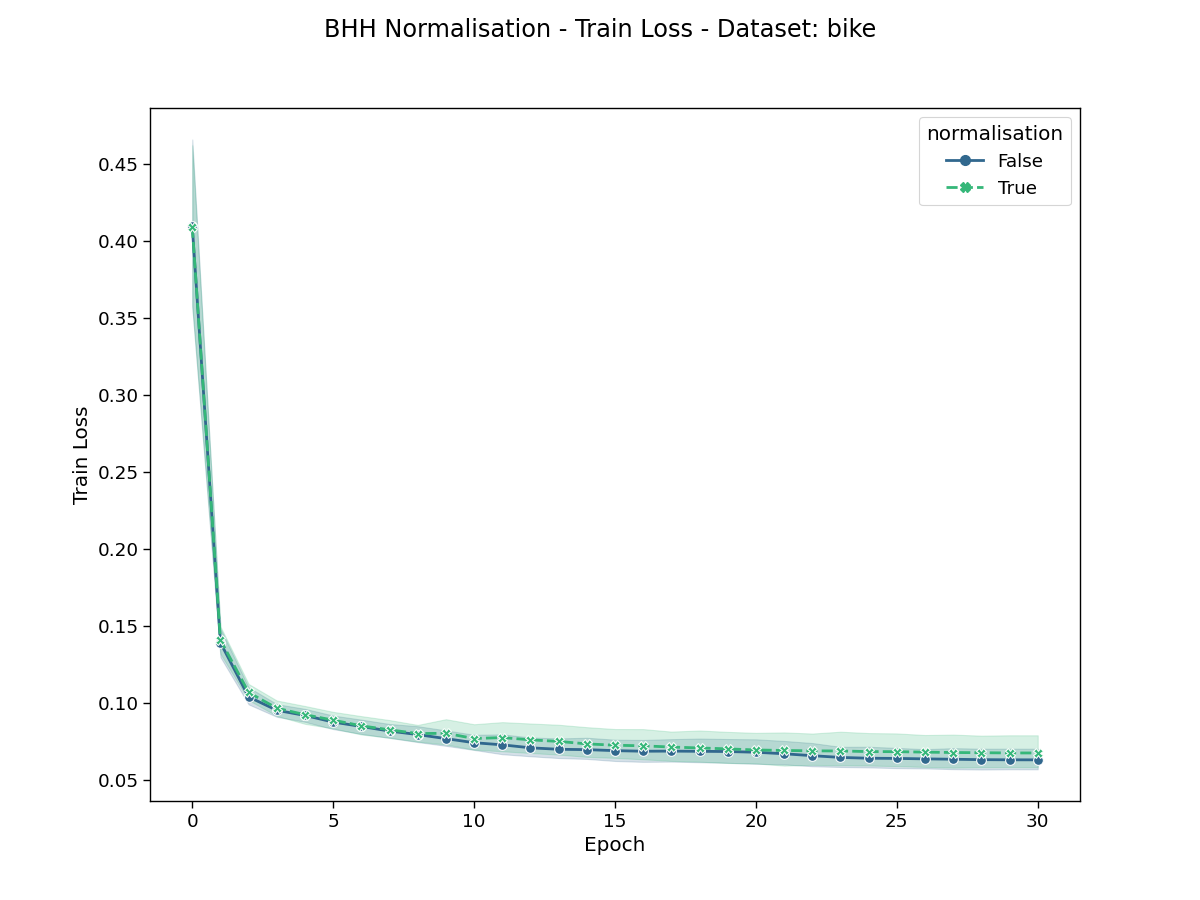 BHH Normalisation - Train Loss - Dataset: bike
normalisation
False
True
Train Loss
0.45
0.40
0.35
0.30
0.25
0.20
0.15
0.10
0.05
0 5 10 15 20 25 30
Epoch